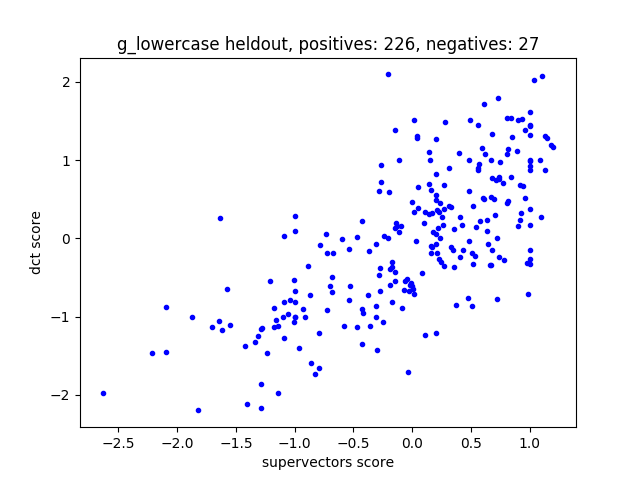 g_lowercase heldout, positives: 226, negatives: 27
2
1
0
−1
−2
dct score
−2.5 −2.0 −1.5 −1.0 −0.5 0.0 0.5 1.0
supervectors score